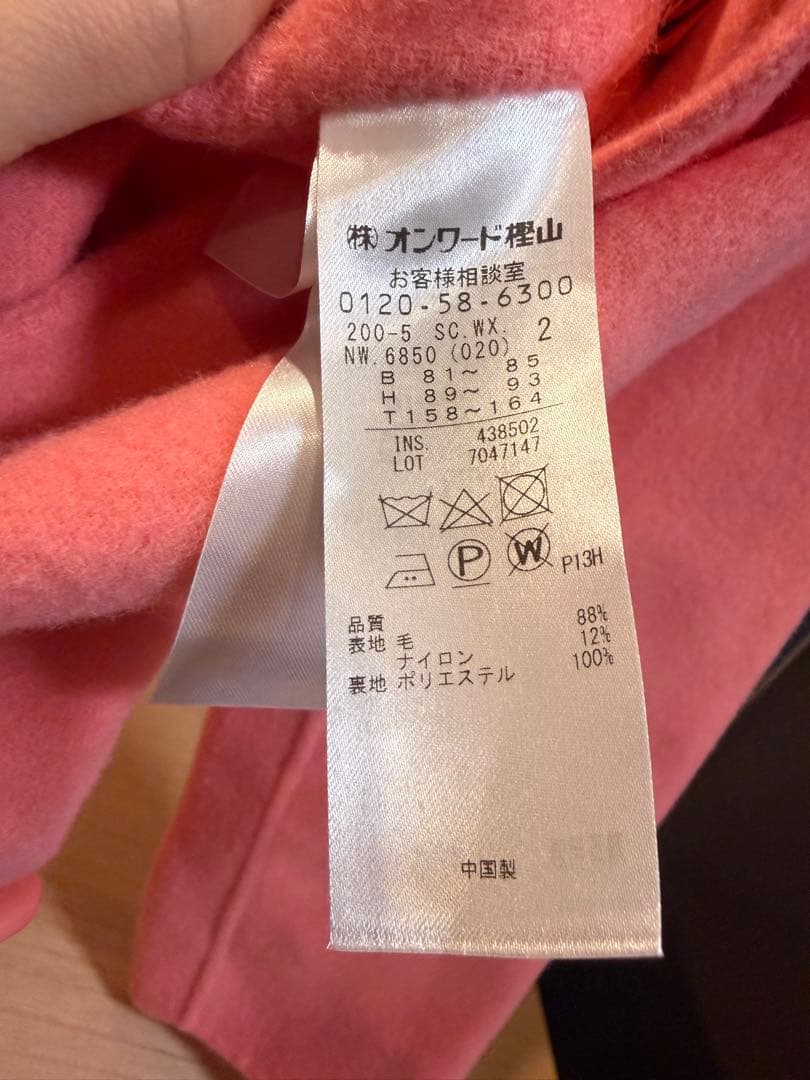 (株)オンワード樫山
お客様相談室
0120-58-6300
200-5 SC.WX. 2
NW.6850(020)
B 81〜 85
H 89〜 93
T158〜164
INS. 438502
LOT 7047147
P W P13H
品質
表地 毛 88%
ナイロン 12%
裏地 ポリエステル 100%
中国製